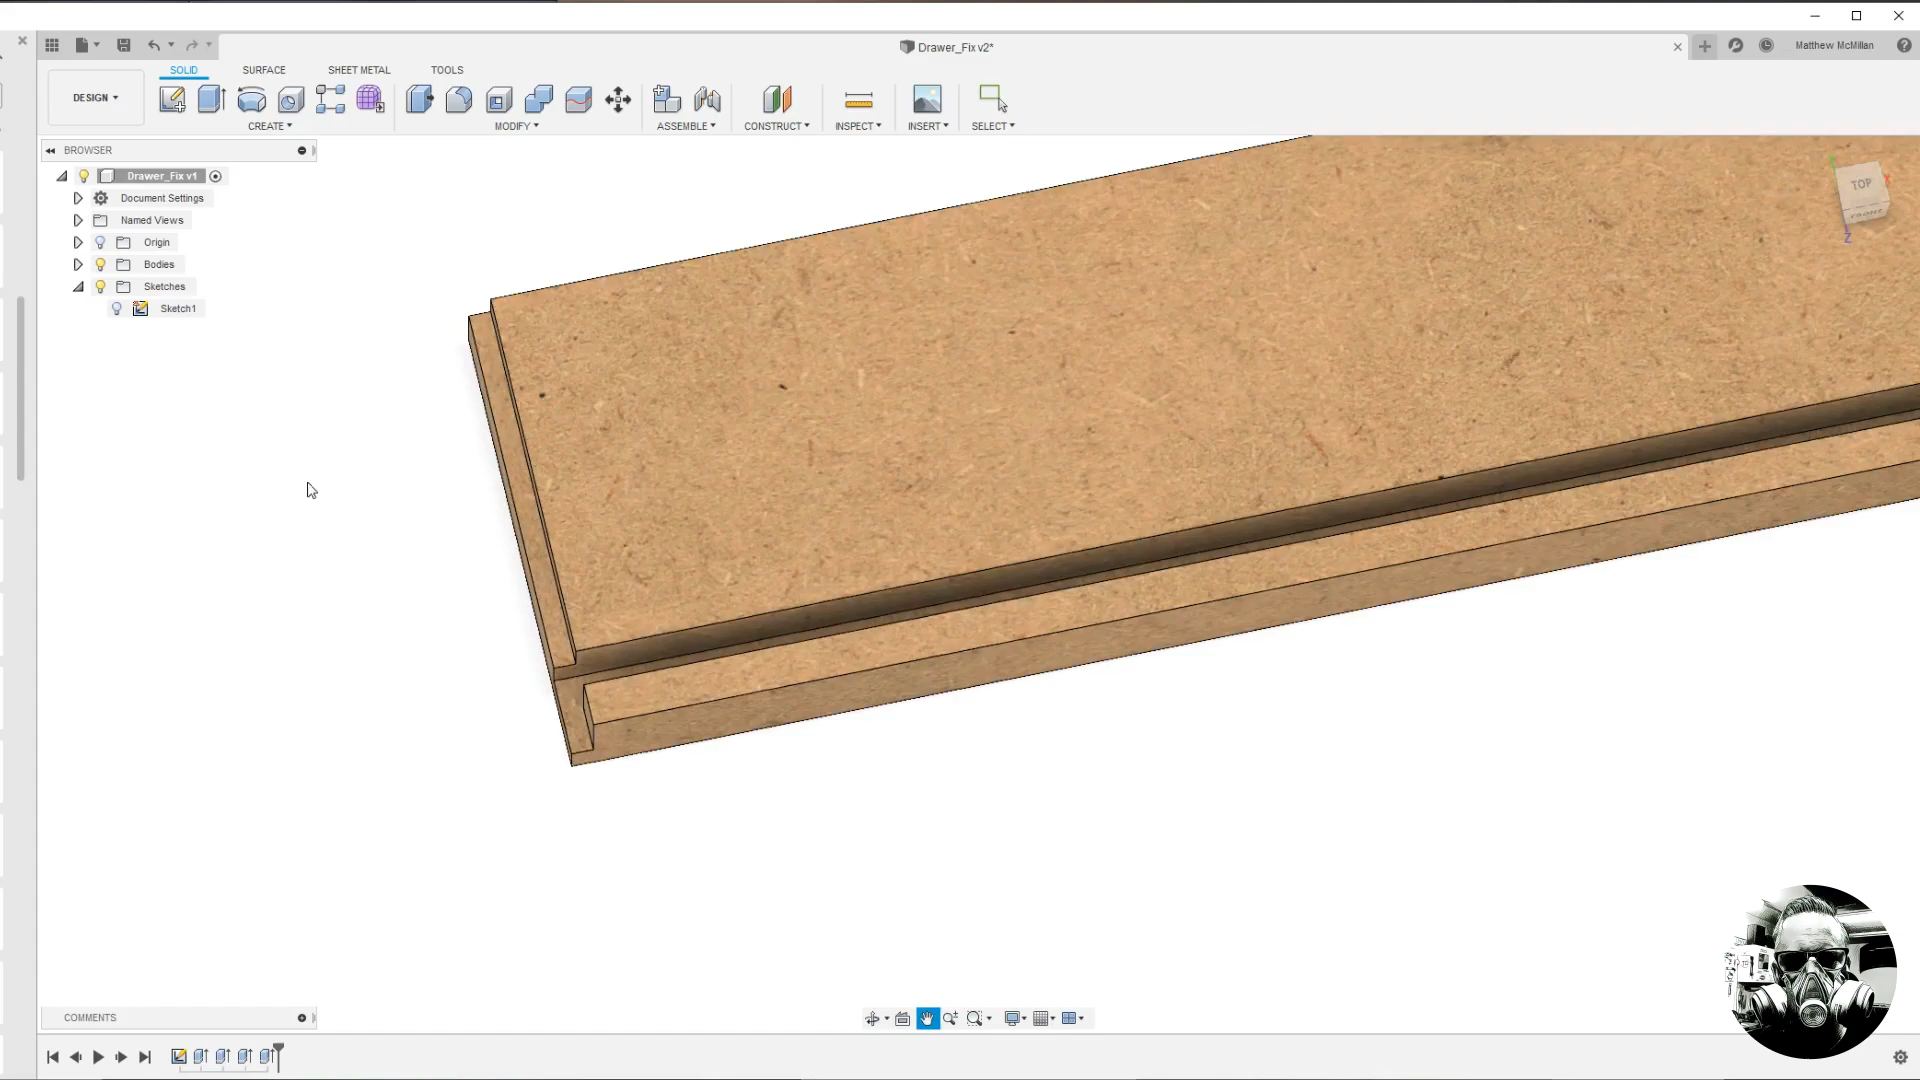 Drawer_Fix v2*
Matthew McMillan
SOLID
SURFACE
SHEET METAL
TOOLS
DESIGN
CREATE
MODIFY
ASSEMBLE
CONSTRUCT
INSPECT
INSERT
SELECT
BROWSER
Drawer_Fix v1
Document Settings
Named Views
Origin
Bodies
Sketches
Sketch1
TOP
FRONT
Z
COMMENTS